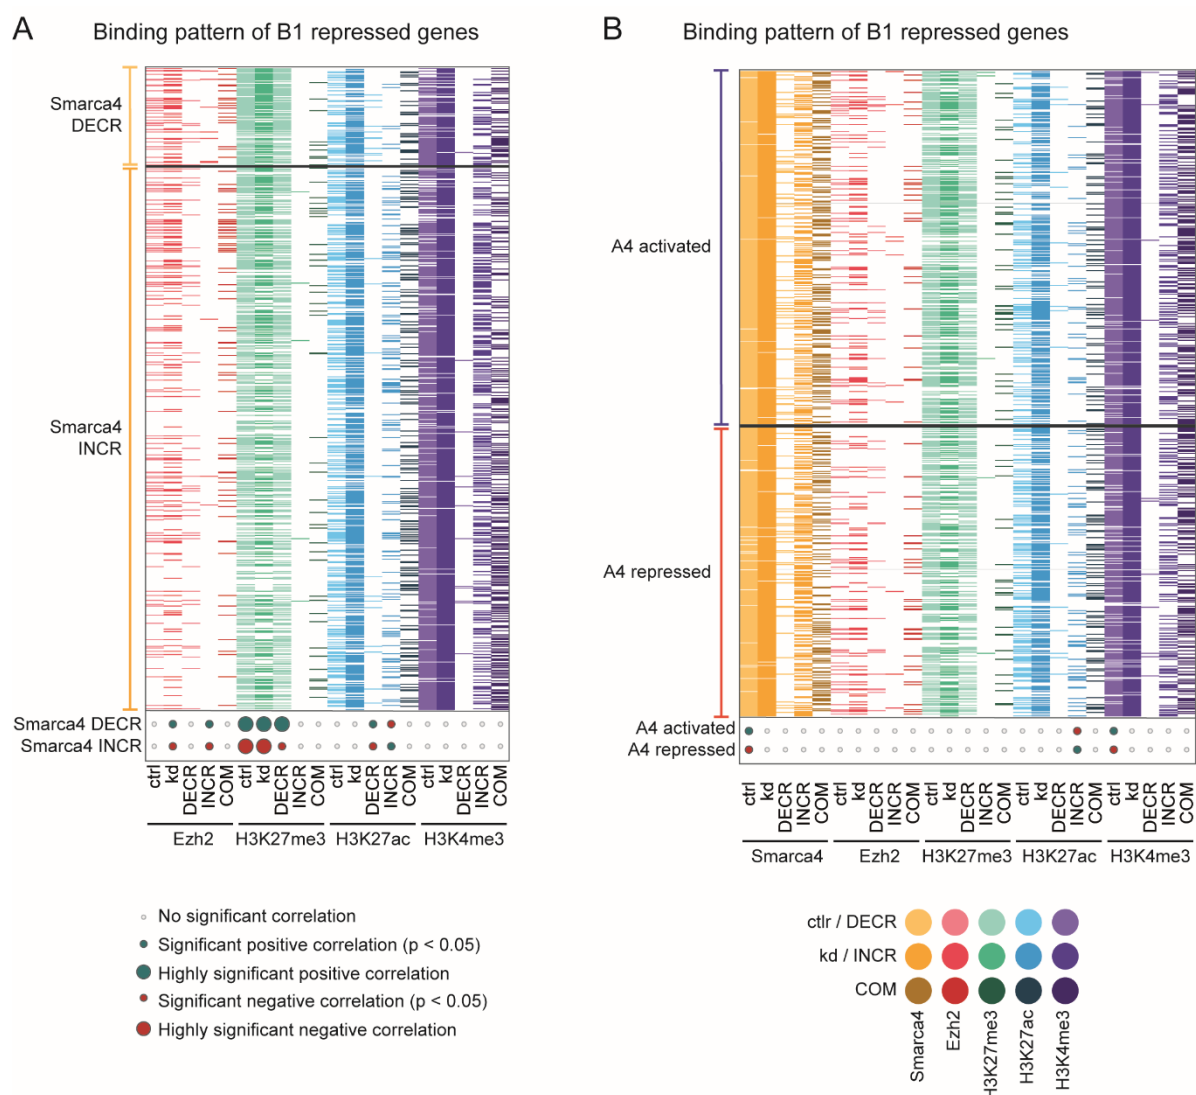 A
Binding pattern of B1 repressed genes
Smarca4
DECR
Smarca4
INCR
Smarca4 DECR
Smarca4 INCR
ctrl
kd
DECR
INCR
COM
ctrl
kd
DECR
INCR
COM
ctrl
kd
DECR
INCR
COM
ctrl
kd
DECR
INCR
COM
Ezh2
H3K27me3
H3K27ac
H3K4me3
No significant correlation
Significant positive correlation (p < 0.05)
Highly significant positive correlation
Significant negative correlation (p < 0.05)
Highly significant negative correlation
B
Binding pattern of B1 repressed genes
A4 activated
A4 repressed
A4 activated
A4 repressed
ctrl
kd
DECR
INCR
COM
ctrl
kd
DECR
INCR
COM
ctrl
kd
DECR
INCR
COM
ctrl
kd
DECR
INCR
COM
ctrl
kd
DECR
INCR
COM
Smarca4
Ezh2
H3K27me3
H3K27ac
H3K4me3
ctlr / DECR
kd / INCR
COM
Smarca4
Ezh2
H3K27me3
H3K27ac
H3K4me3